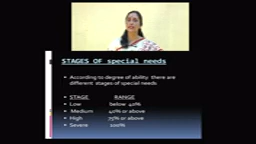 STAGES OF special needs
According to degree of ability there are
different stages of special needs
STAGE RANGE
Low below 40%
Medium 40% or above
High 75% or above
Severe 100%